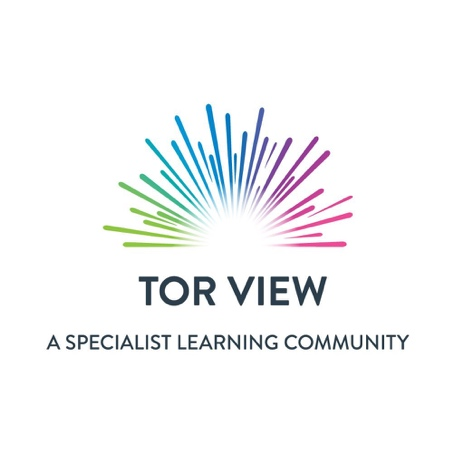 TOR VIEW
A SPECIALIST LEARNING COMMUNITY